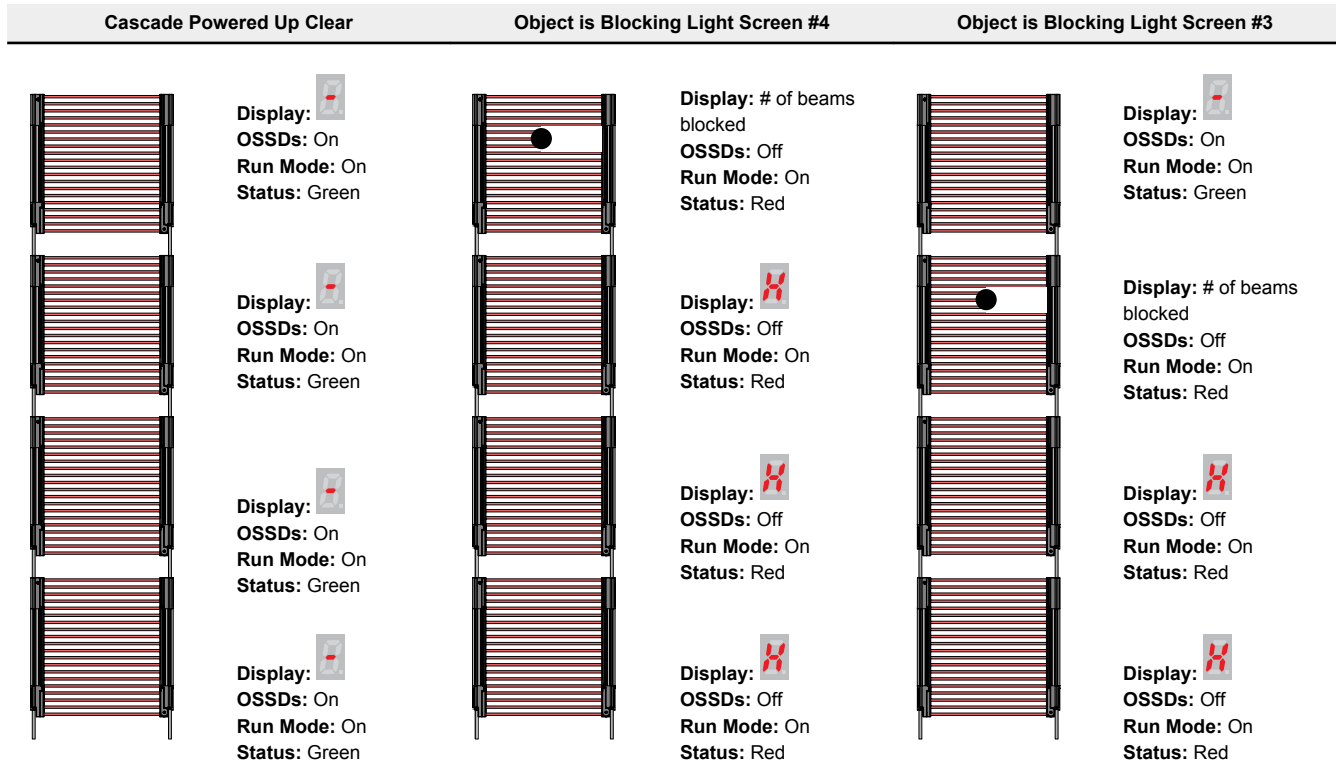 Cascade Powered Up Clear
Object is Blocking Light Screen #4
Object is Blocking Light Screen #3
Display: -
OSSDs: On
Run Mode: On
Status: Green
Display: -
OSSDs: On
Run Mode: On
Status: Green
Display: -
OSSDs: On
Run Mode: On
Status: Green
Display: -
OSSDs: On
Run Mode: On
Status: Green
Display: # of beams
blocked
OSSDs: Off
Run Mode: On
Status: Red
Display: H
OSSDs: Off
Run Mode: On
Status: Red
Display: H
OSSDs: Off
Run Mode: On
Status: Red
Display: H
OSSDs: Off
Run Mode: On
Status: Red
Display: -
OSSDs: On
Run Mode: On
Status: Green
Display: # of beams
blocked
OSSDs: Off
Run Mode: On
Status: Red
Display: H
OSSDs: Off
Run Mode: On
Status: Red
Display: H
OSSDs: Off
Run Mode: On
Status: Red